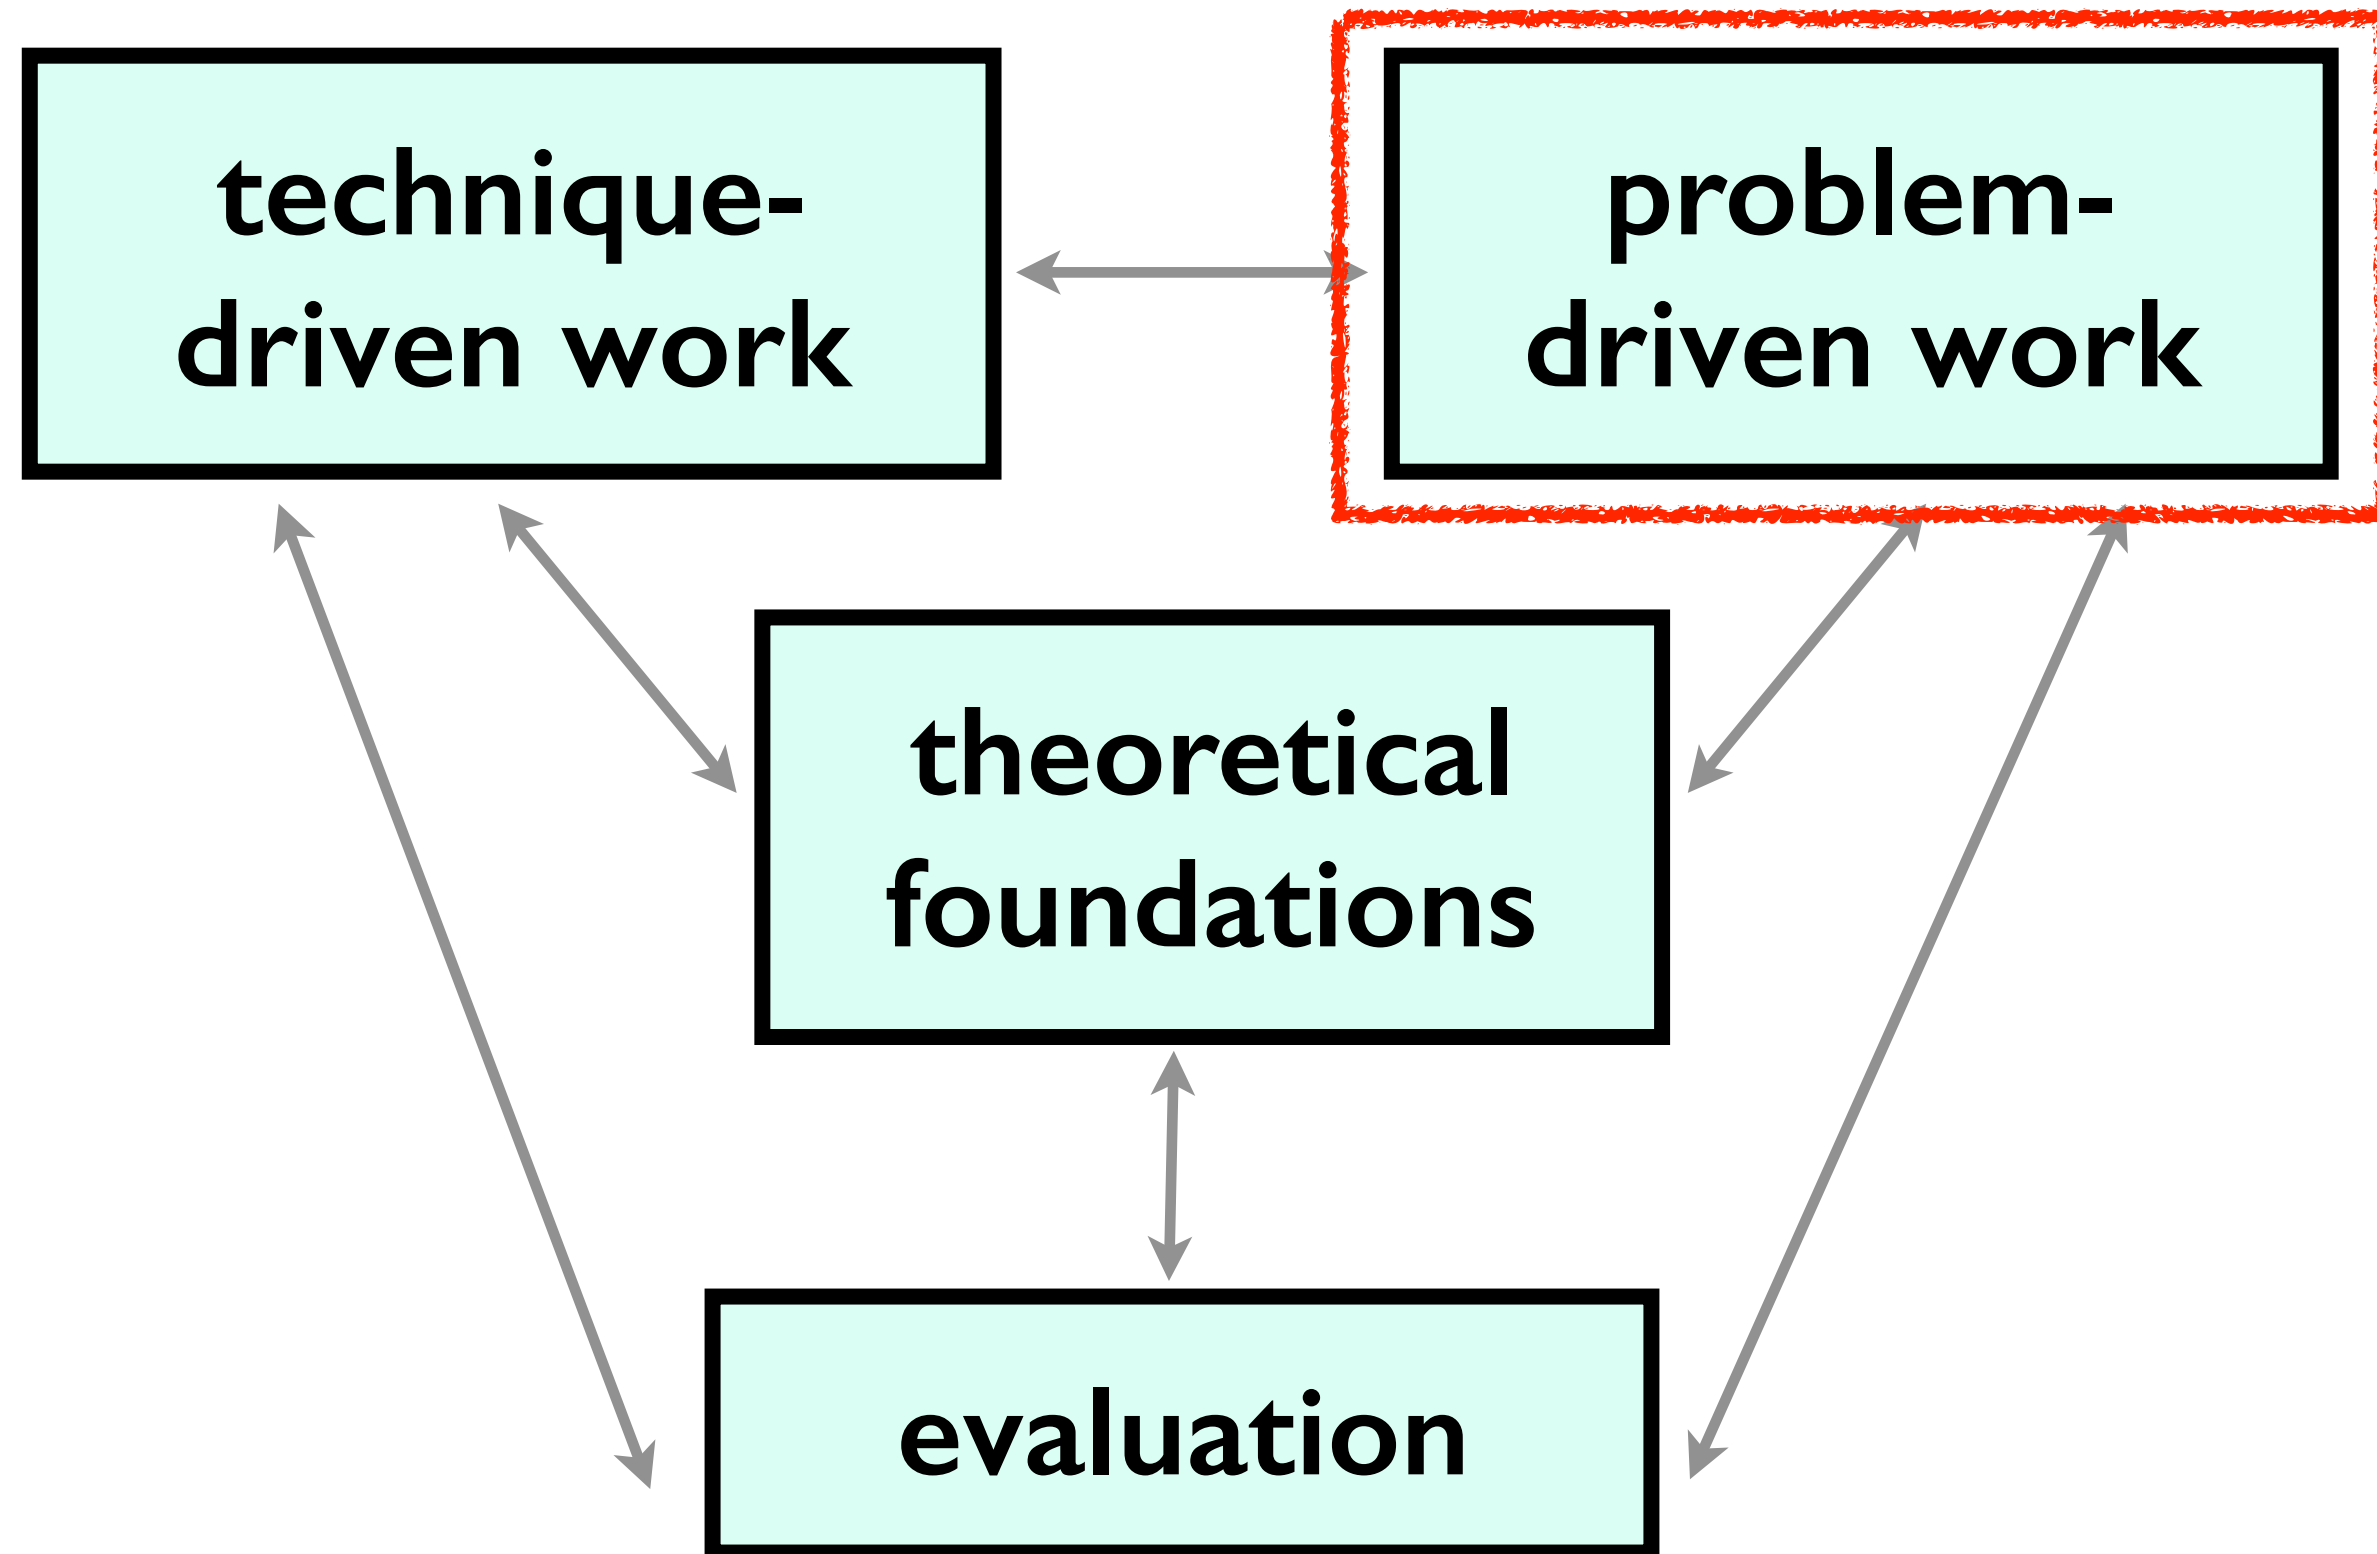 technique-
driven work
problem-
driven work
theoretical
foundations
evaluation